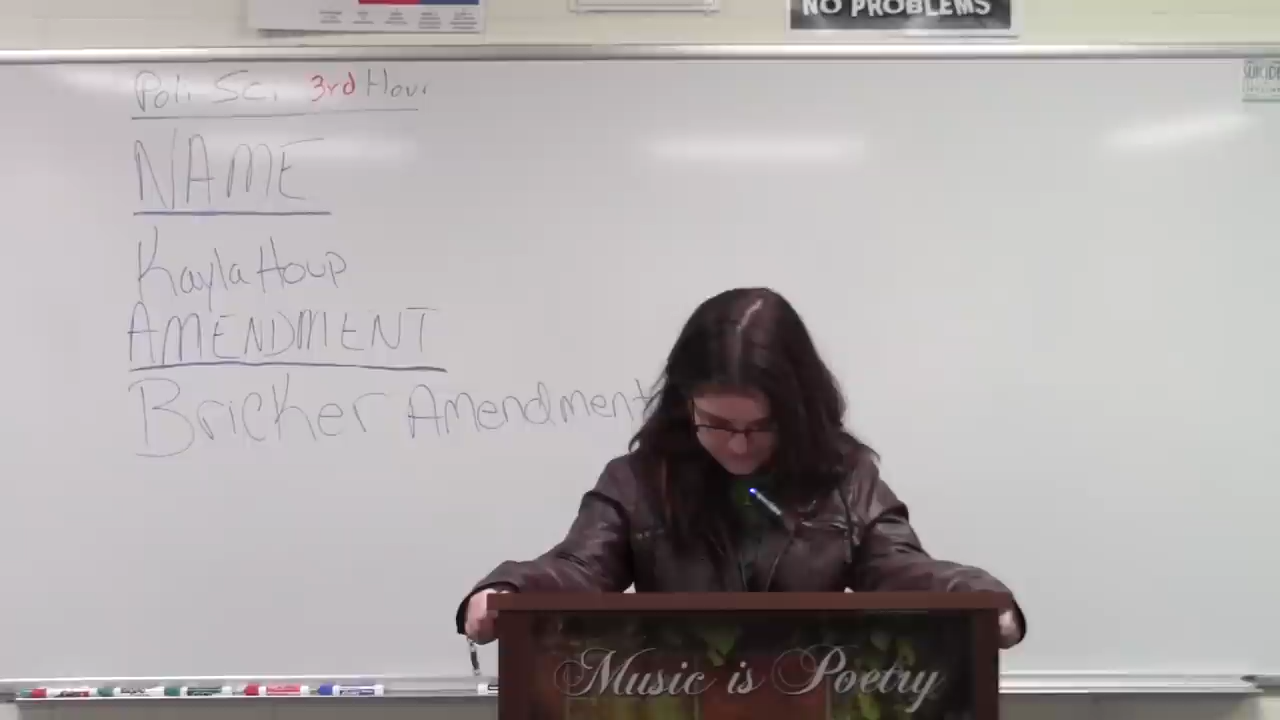 NO PROBLEMS
Poli Sci 3rd Hour
NAME
Kayla Houp
AMENDMENT
Bricker Amendment
Music is Poetry